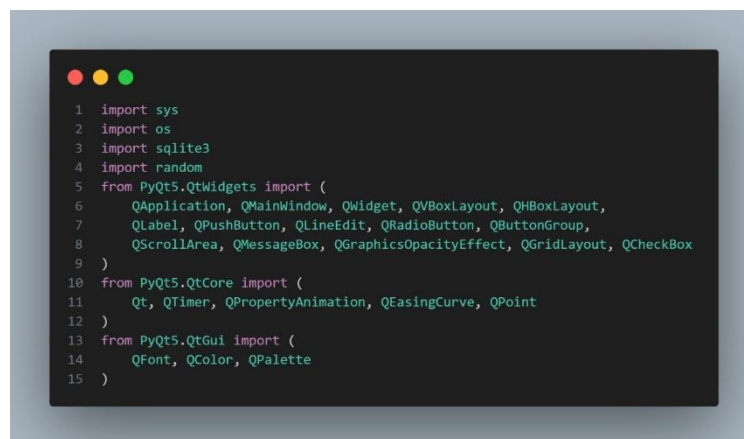 1 import sys
2 import os
3 import sqlite3
4 import random
5 from PyQt5.QtWidgets import (
6     QApplication, QMainWindow, QWidget, QVBoxLayout, QHBoxLayout,
7     QLabel, QPushButton, QLineEdit, QRadioButton, QButtonGroup,
8     QScrollArea, QMessageBox, QGraphicsOpacityEffect, QGridLayout, QCheckBox
9 )
10 from PyQt5.QtCore import (
11     Qt, QTimer, QPropertyAnimation, QEasingCurve, QPoint
12 )
13 from PyQt5.QtGui import (
14     QFont, QColor, QPalette
15 )